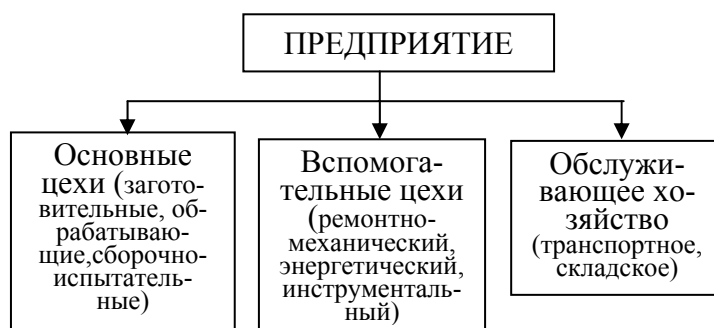 ПРЕДПРИЯТИЕ
Основные
цехи (загото-
вительные, об-
рабатываю-
щие,сборочно-
испытатель-
ные)
Вспомога-
тельные цехи
(ремонтно-
механический,
энергетический,
инструменталь-
ный)
Обслужи-
вающее хо-
зяйство
(транспортное,
складское)